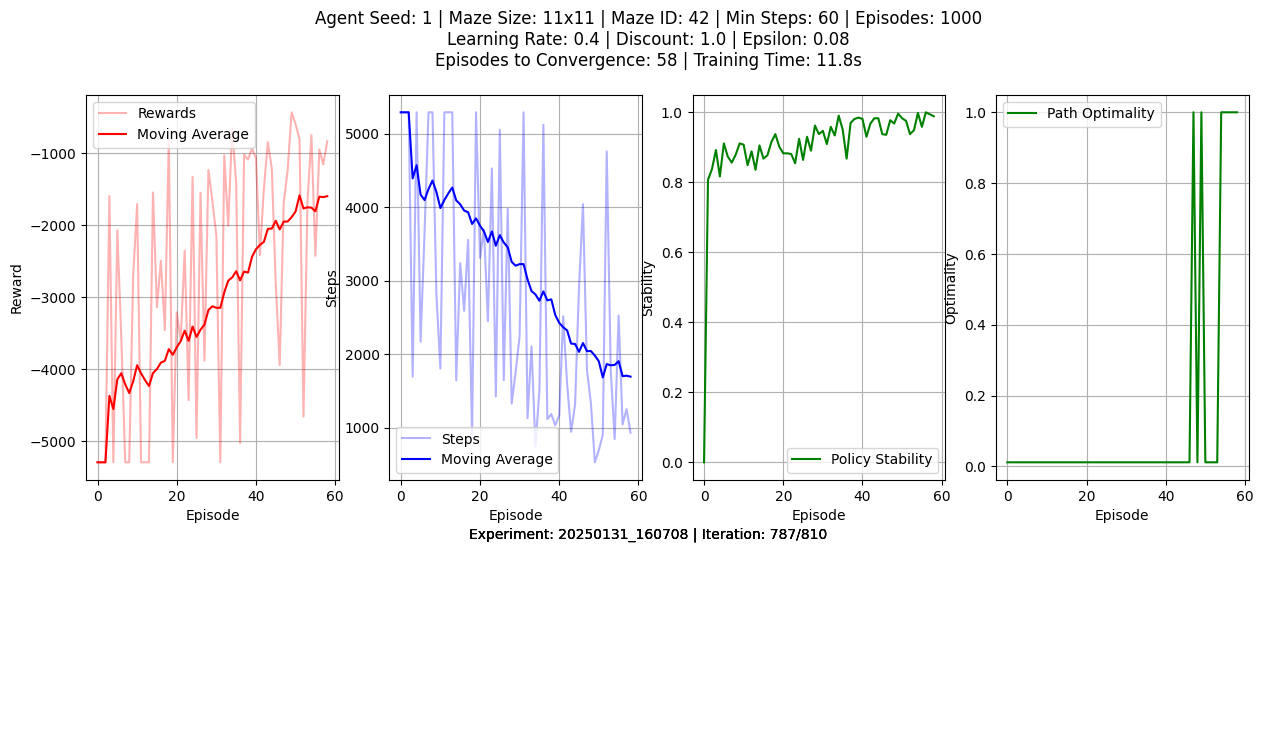 Agent Seed: 1 | Maze Size: 11x11 | Maze ID: 42 | Min Steps: 60 | Episodes: 1000
Learning Rate: 0.4 | Discount: 1.0 | Epsilon: 0.08
Episodes to Convergence: 58 | Training Time: 11.8s
Rewards
Moving Average
−1000
−2000
−3000
−4000
−5000
Reward
0
20
40
60
Episode
5000
4000
3000
2000
1000
Steps
Steps
Moving Average
0
20
40
60
Episode
1.0
0.8
0.6
0.4
0.2
0.0
Stability
Policy Stability
0
20
40
60
Episode
Path Optimality
1.0
0.8
0.6
0.4
0.2
0.0
Optimality
0
20
40
60
Episode
Experiment: 20250131_160708 | Iteration: 787/810